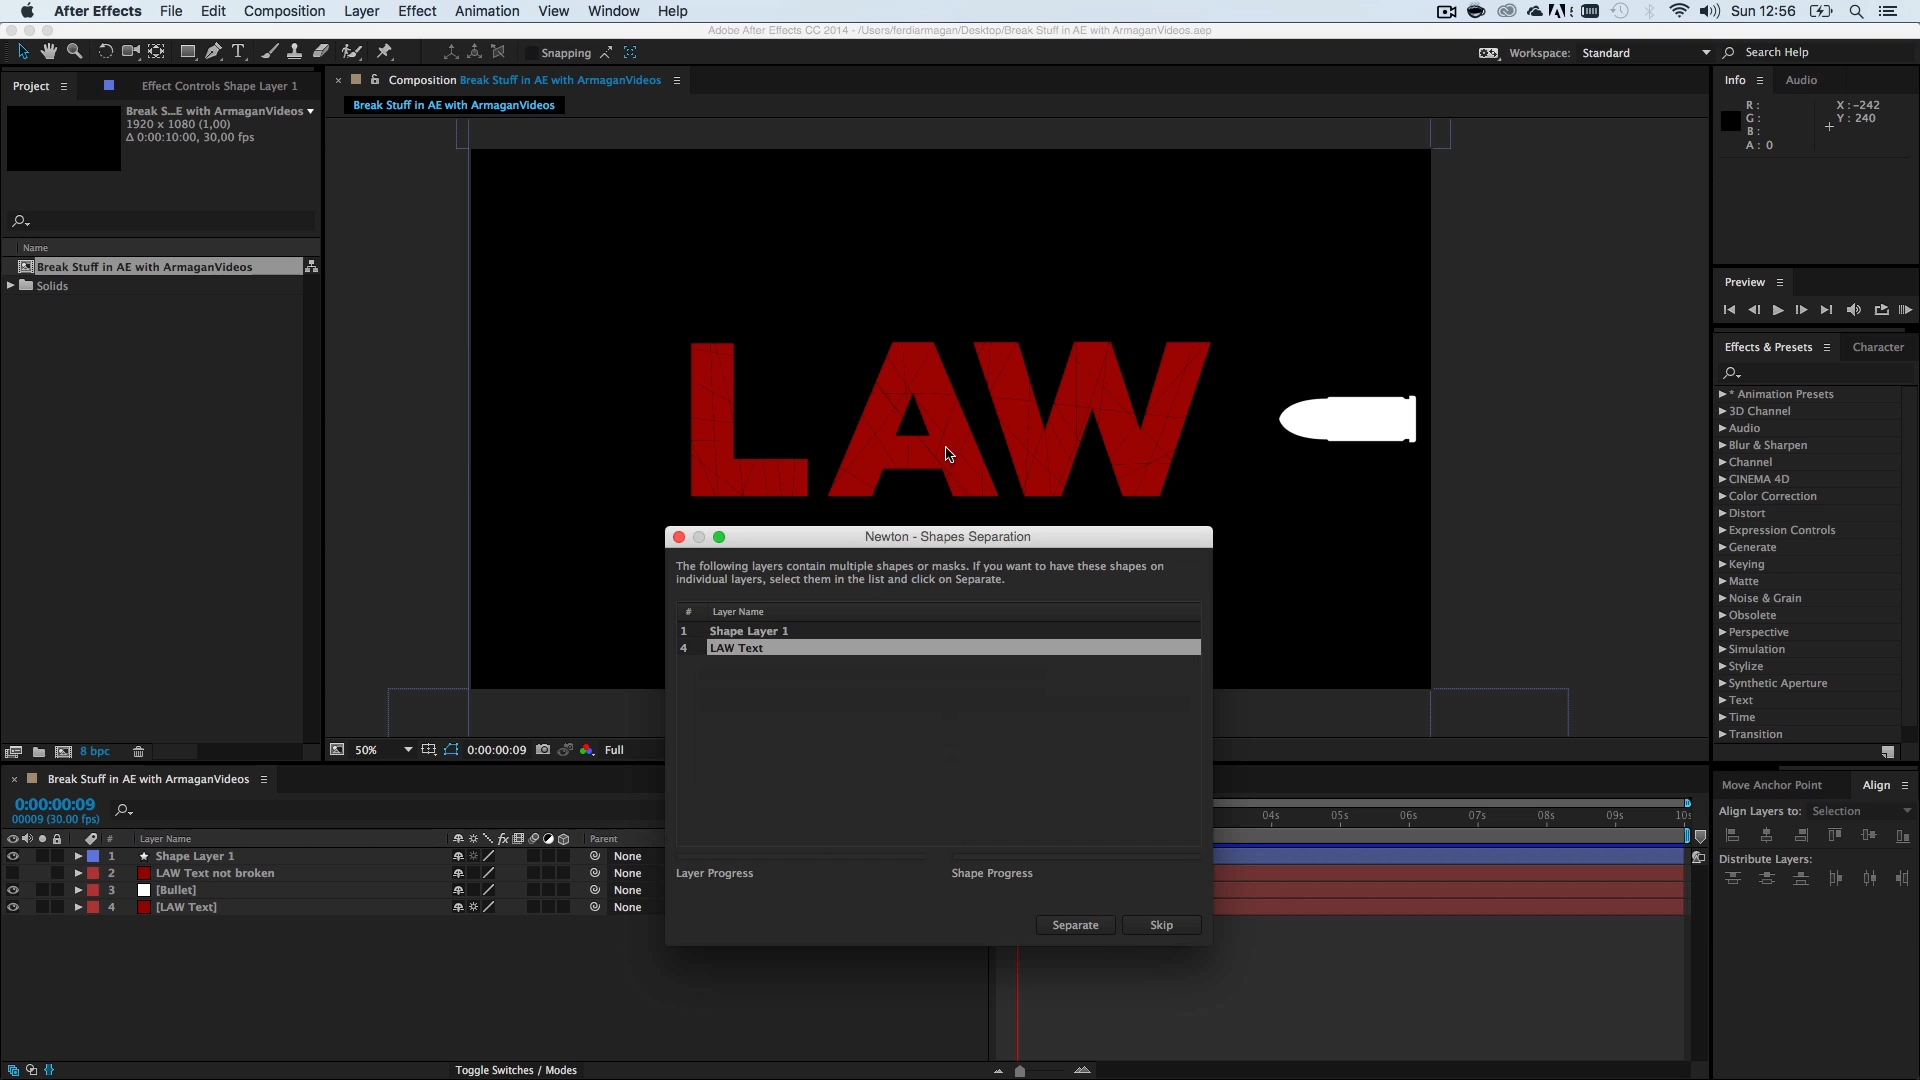 After Effects File Edit Composition Layer Effect Animation View Window Help Sun 12:56
Adobe After Effects CC 2014 - /Users/ferdiarmagan/Desktop/Break Stuff in AE with ArmaganVideos.aep
Snapping Workspace: Standard Search Help
Project Effect Controls Shape Layer 1 Composition Break Stuff in AE with ArmaganVideos Info Audio
Break Stuff in AE with ArmaganVideos
Break S...E with ArmaganVideos
1920 x 1080 (1,00)
Δ 0:00:10:00, 30,00 fps
R:
G:
B:
A: 0
X: -242
Y: 240
Name
Break Stuff in AE with ArmaganVideos
Solids
LAW
Preview
Effects & Presets Character
* Animation Presets
3D Channel
Audio
Blur & Sharpen
Channel
CINEMA 4D
Color Correction
Distort
Expression Controls
Generate
Keying
Matte
Noise & Grain
Obsolete
Perspective
Simulation
Stylize
Synthetic Aperture
Text
Time
Transition
Newton - Shapes Separation
The following layers contain multiple shapes or masks. If you want to have these shapes on
individual layers, select them in the list and click on Separate.
# Layer Name
1 Shape Layer 1
4 LAW Text
Layer Progress Shape Progress
Separate Skip
8 bpc
50% 0:00:00:09 Full
Break Stuff in AE with ArmaganVideos
0:00:00:09
00009 (30.00 fps)
04s 05s 06s 07s 08s 09s 10s
# Layer Name Parent
1 Shape Layer 1 None
2 LAW Text not broken None
3 [Bullet] None
4 [LAW Text] None
Move Anchor Point Align
Align Layers to: Selection
Distribute Layers:
Toggle Switches / Modes